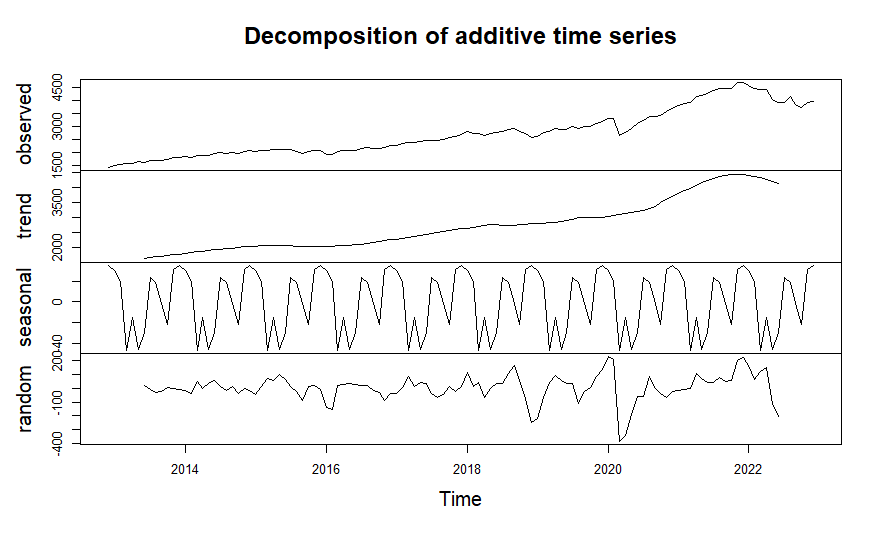 Decomposition of additive time series
observed
1500 3000 4500
trend
2000 3500
seasonal
-40 0
random
-400 -100 200
2014 2016 2018 2020 2022
Time